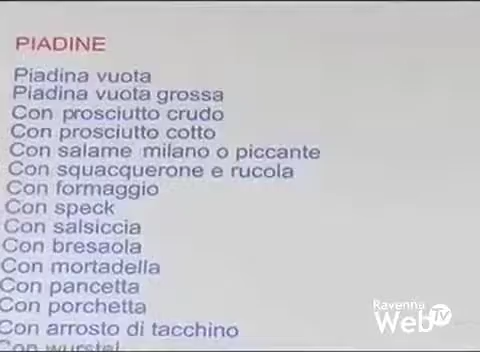 PIADINE
Piadina vuota
Piadina vuota grossa
Con prosciutto crudo
Con prosciutto cotto
Con salame milano o piccante
Con squacquerone e rucola
Con formaggio
Con speck
Con salsiccia
Con bresaola
Con mortadella
Con pancetta
Con porchetta
Con arrosto di tacchino
Con wurstel
Ravenna
Web TV